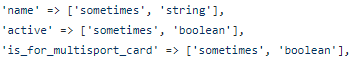 'name' => ['sometimes', 'string'],
'active' => ['sometimes', 'boolean'],
'is_for_multisport_card' => ['sometimes', 'boolean'],